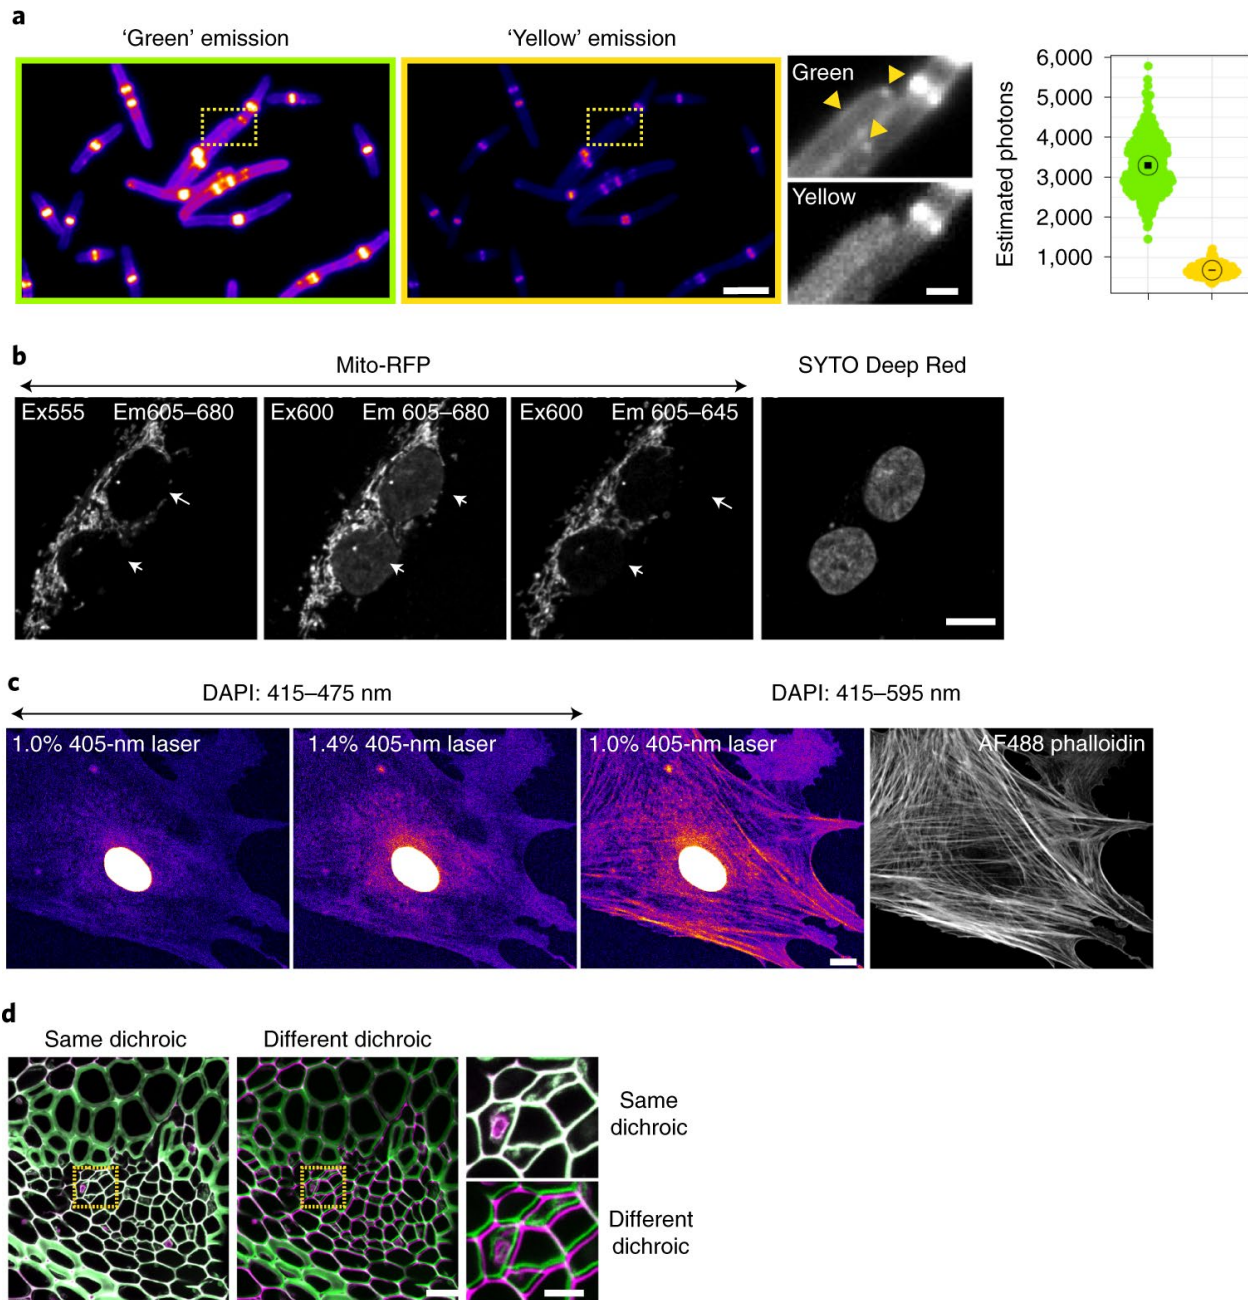 a
‘Green’ emission
‘Yellow’ emission
Green
Yellow
Estimated photons
6,000
5,000
4,000
3,000
2,000
1,000
b
Mito-RFP
SYTO Deep Red
Ex555 Em605–680
Ex600 Em 605–680
Ex600 Em 605–645
c
DAPI: 415–475 nm
DAPI: 415–595 nm
1.0% 405-nm laser
1.4% 405-nm laser
1.0% 405-nm laser
AF488 phalloidin
d
Same dichroic
Different dichroic
Same
dichroic
Different
dichroic